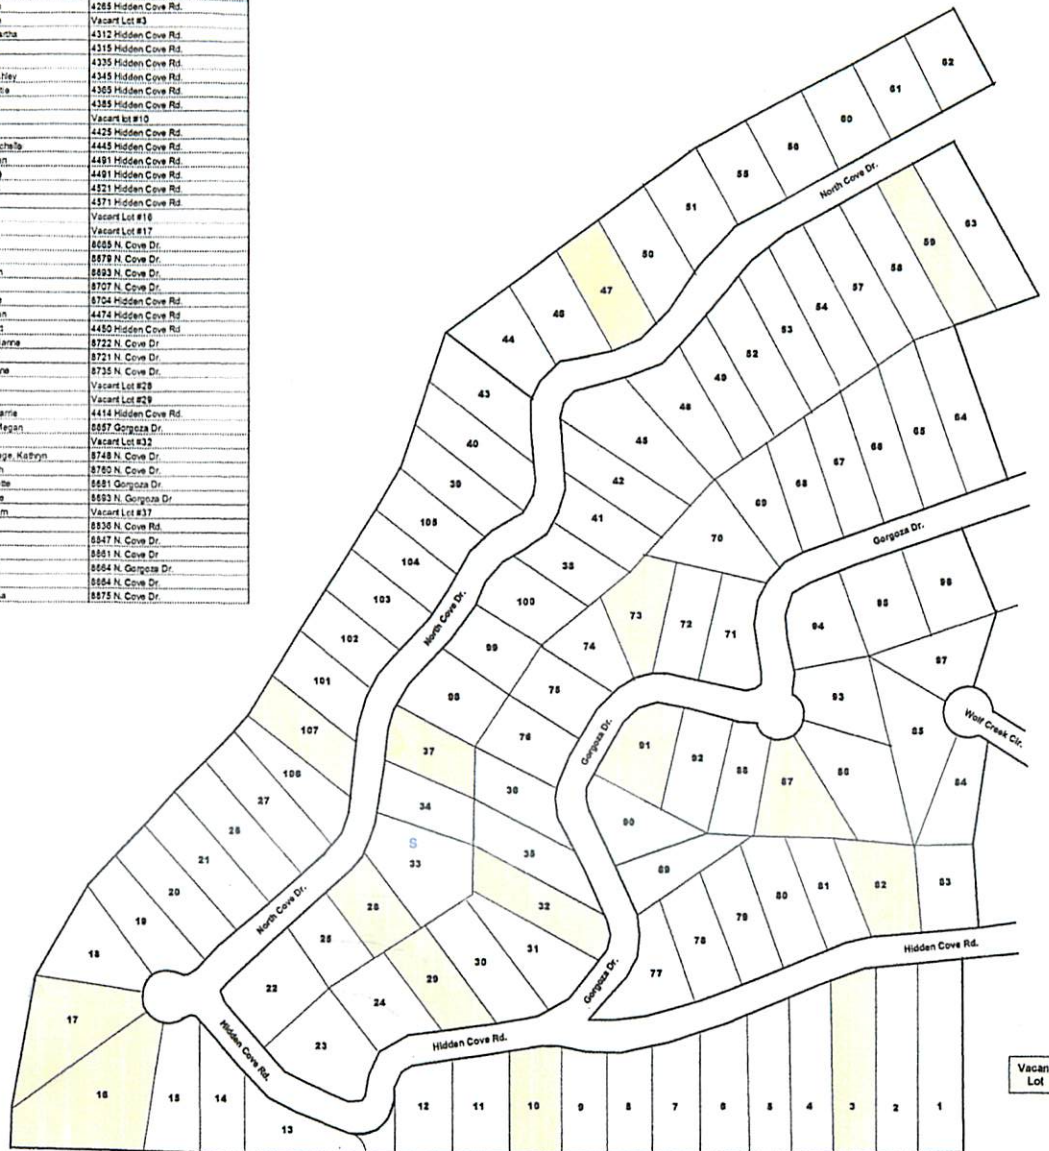 4265 Hidden Cove Rd.
Vacant Lot #3
4312 Hidden Cove Rd.
4315 Hidden Cove Rd.
4335 Hidden Cove Rd.
4345 Hidden Cove Rd.
4365 Hidden Cove Rd.
4385 Hidden Cove Rd.
Vacant lot #10
4425 Hidden Cove Rd.
4445 Hidden Cove Rd.
4491 Hidden Cove Rd.
4491 Hidden Cove Rd.
4521 Hidden Cove Rd.
4571 Hidden Cove Rd.
Vacant Lot #16
Vacant Lot #17
8665 N. Cove Dr.
8679 N. Cove Dr.
8693 N. Cove Dr.
8707 N. Cove Dr.
8704 Hidden Cove Rd.
4474 Hidden Cove Rd
4450 Hidden Cove Rd
8722 N. Cove Dr
8721 N. Cove Dr.
8735 N. Cove Dr.
Vacant Lot #28
Vacant Lot #29
4414 Hidden Cove Rd.
Megan 8857 Gorgoza Dr.
Vacant Lot #32
Kathryn 8748 N. Cove Dr.
8760 N. Cove Dr.
8681 Gorgoza Dr.
8693 N. Gorgoza Dr
Vacant Lot #37
8836 N. Cove Rd.
8847 N. Cove Dr.
8861 N. Cove Dr
8864 N. Gorgoza Dr.
8864 N. Cove Dr.
8875 N. Cove Dr.
62
61
60
56
55
51
50
47
46
44
43
40
39
105
104
103
102
101
107
106
27
26
21
20
19
18
17
16
North Cove Dr.
63
59
58
57
54
53
52
49
48
45
42
41
38
100
99
98
37
34
S
33
28
25
22
North Cove Dr.
North Cove Dr.
64
65
66
67
68
69
70
73
72
71
74
75
76
36
35
32
31
30
29
24
23
Gorgoza Dr.
96
95
94
97
93
85
Wolf Creek Cir.
84
86
87
88
92
91
90
89
Gorgoza Dr.
83
82
81
80
79
78
77
Gorgoza Dr.
Hidden Cove Rd.
Hidden Cove Rd.
Hidden Cove Rd.
15
14
13
12
11
10
9
8
7
6
5
4
3
2
1
Lot